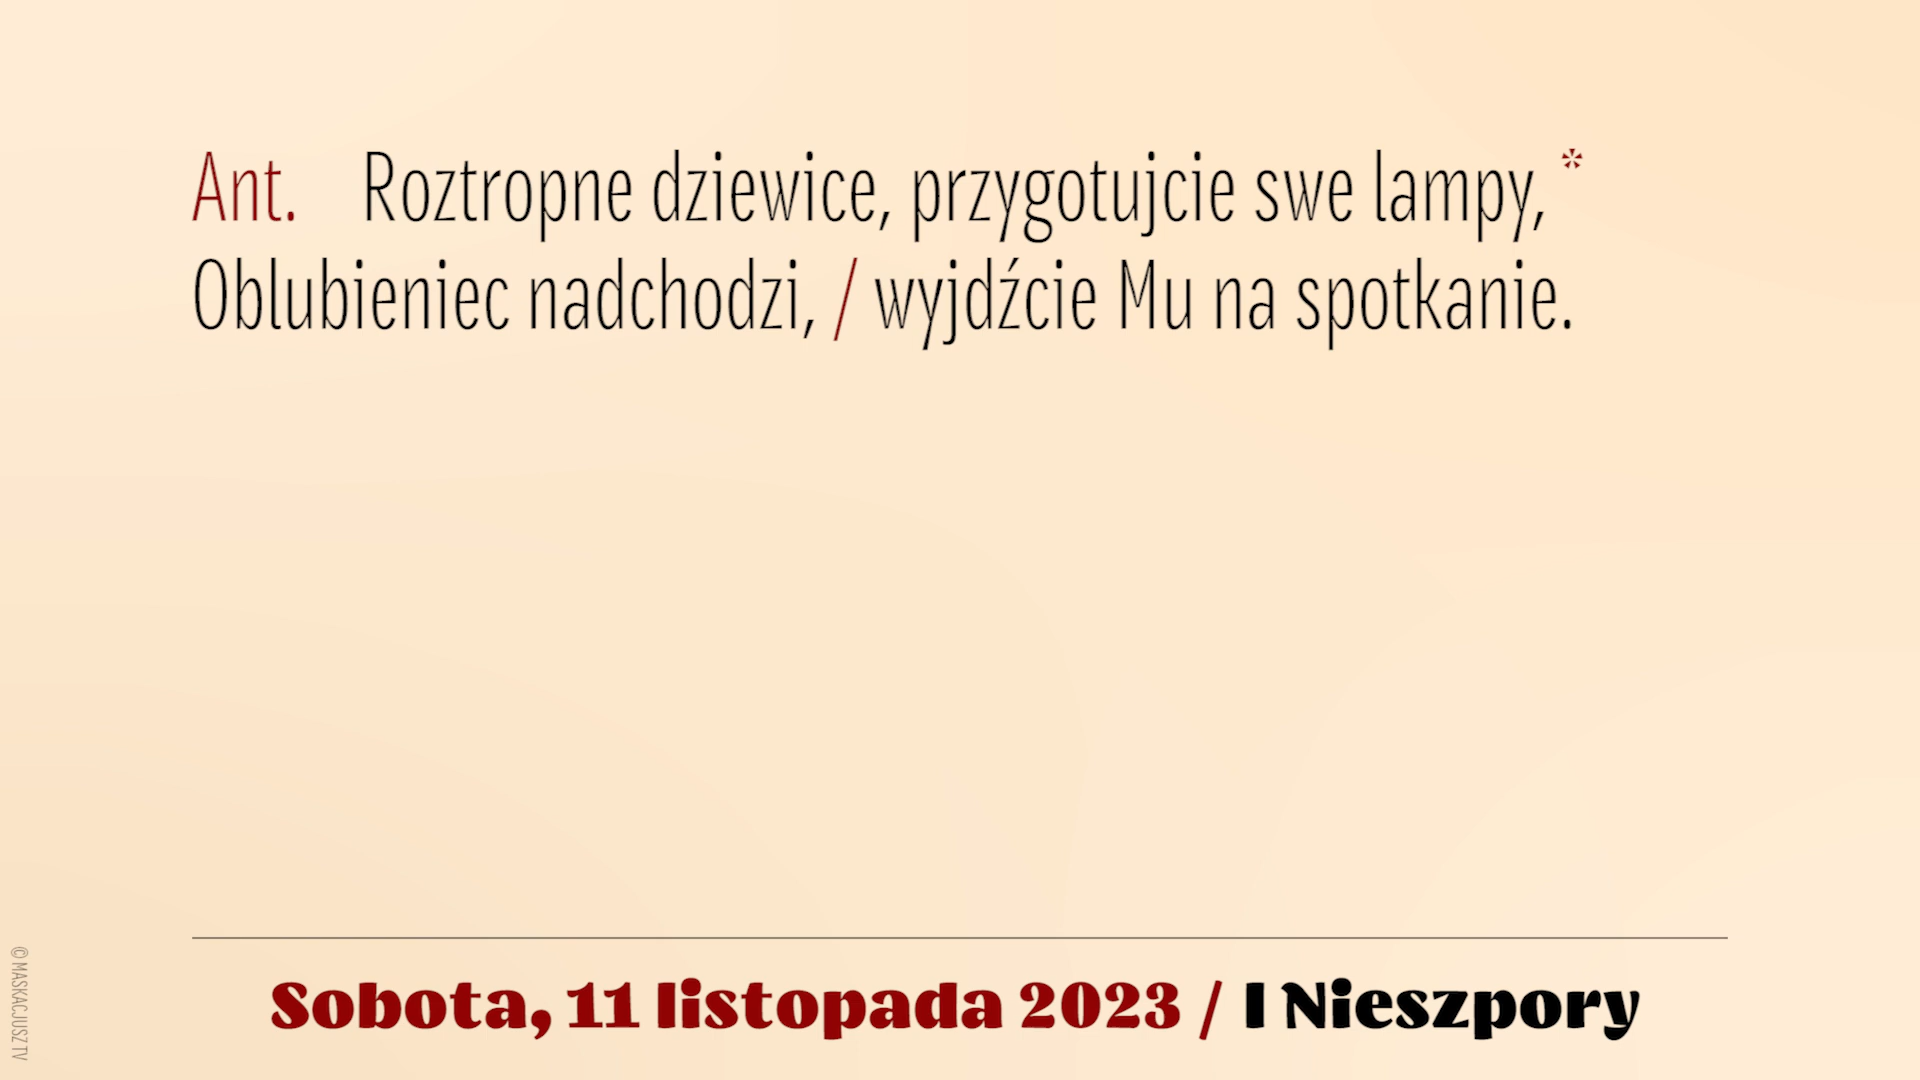 Ant. Roztropne dziewice, przygotujcie swe lampy, *
Oblubieniec nadchodzi, / wyjdźcie Mu na spotkanie.
Sobota, 11 listopada 2023 / I Nieszpory
© MASKACJUSZ TV